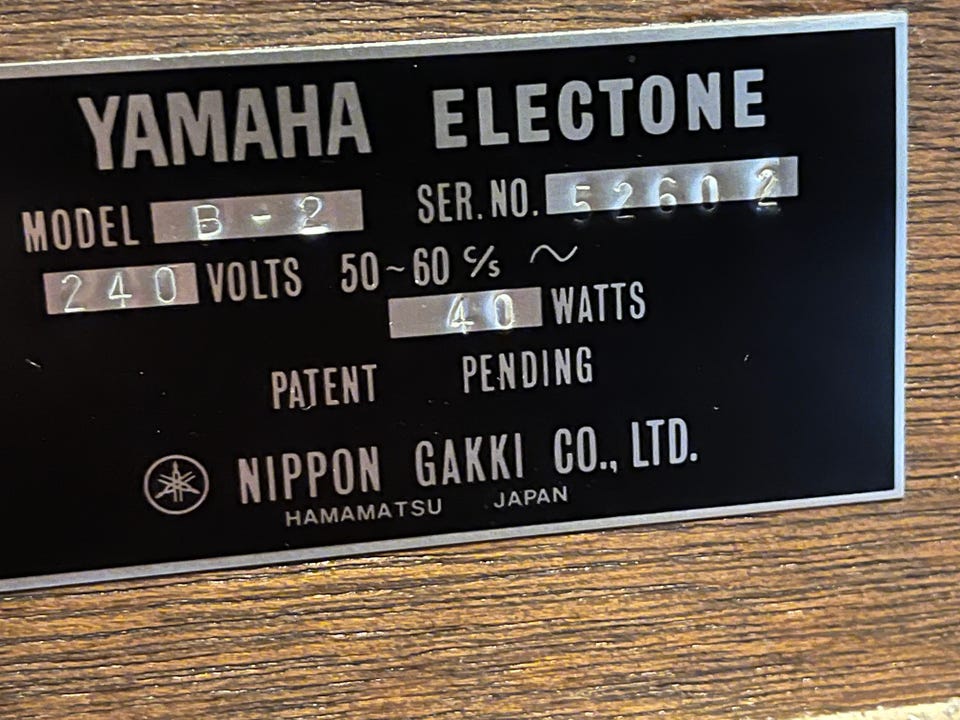 YAMAHA ELECTONE
MODEL B-2 SER. NO. 52602
240 VOLTS 50~60 c/s ~
40 WATTS
PATENT PENDING
NIPPON GAKKI CO., LTD.
HAMAMATSU JAPAN